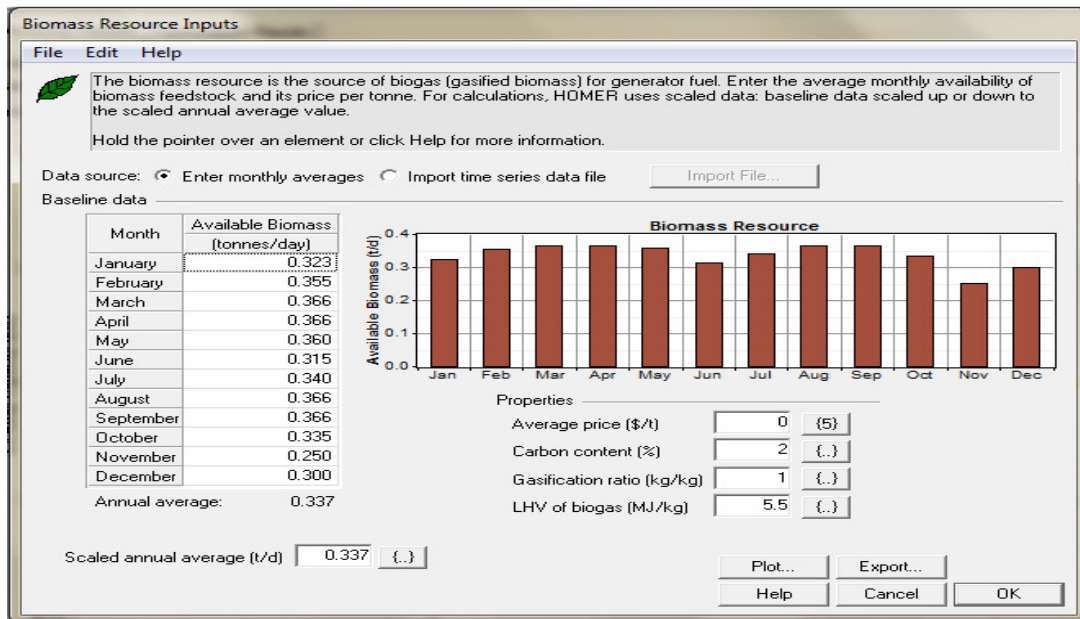 Biomass Resource Inputs
File Edit Help
The biomass resource is the source of biogas (gasified biomass) for generator fuel. Enter the average monthly availability of
biomass feedstock and its price per tonne. For calculations, HOMER uses scaled data: baseline data scaled up or down to
the scaled annual average value.
Hold the pointer over an element or click Help for more information.
Data source: Enter monthly averages Import time series data file Import File...
Baseline data
Month Available Biomass
(tonnes/day)
January 0.323
February 0.355
March 0.366
April 0.366
May 0.360
June 0.315
July 0.340
August 0.366
September 0.366
October 0.335
November 0.250
December 0.300
Annual average: 0.337
Biomass Resource
Available Biomass (t/d)
0.4
0.3
0.2
0.1
0.0
Jan Feb Mar Apr May Jun Jul Aug Sep Oct Nov Dec
Properties
Average price ($/t) 0 {5}
Carbon content (%) 2 {..}
Gasification ratio (kg/kg) 1 {..}
LHV of biogas (MJ/kg) 5.5 {..}
Scaled annual average (t/d) 0.337 {..}
Plot... Export...
Help Cancel OK